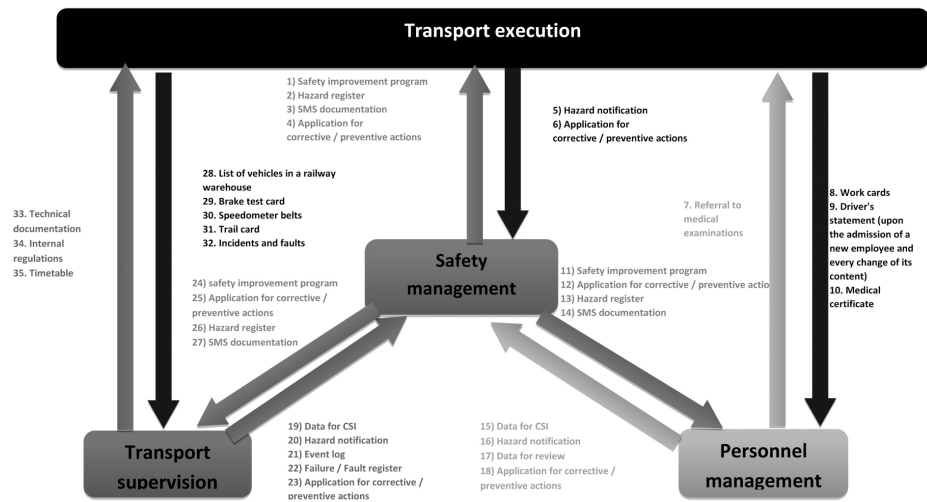 Transport execution
1) Safety improvement program
2) Hazard register
3) SMS documentation
4) Application for
corrective / preventive actions
5) Hazard notification
6) Application for
corrective / preventive actions
28. List of vehicles in a railway
warehouse
29. Brake test card
30. Speedometer belts
31. Trail card
32. Incidents and faults
33. Technical
documentation
34. Internal
regulations
35. Timetable
7. Referral to
medical
examinations
8. Work cards
9. Driver's
statement (upon
the admission of a
new employee and
every change of its
content)
10. Medical
certificate
Safety
management
24) safety improvement program
25) Application for corrective /
preventive actions
26) Hazard register
27) SMS documentation
11) Safety improvement program
12) Application for corrective / preventive actio
13) Hazard register
14) SMS documentation
19) Data for CSI
20) Hazard notification
21) Event log
22) Failure / Fault register
23) Application for corrective /
preventive actions
15) Data for CSI
16) Hazard notification
17) Data for review
18) Application for corrective /
preventive actions
Transport
supervision
Personnel
management